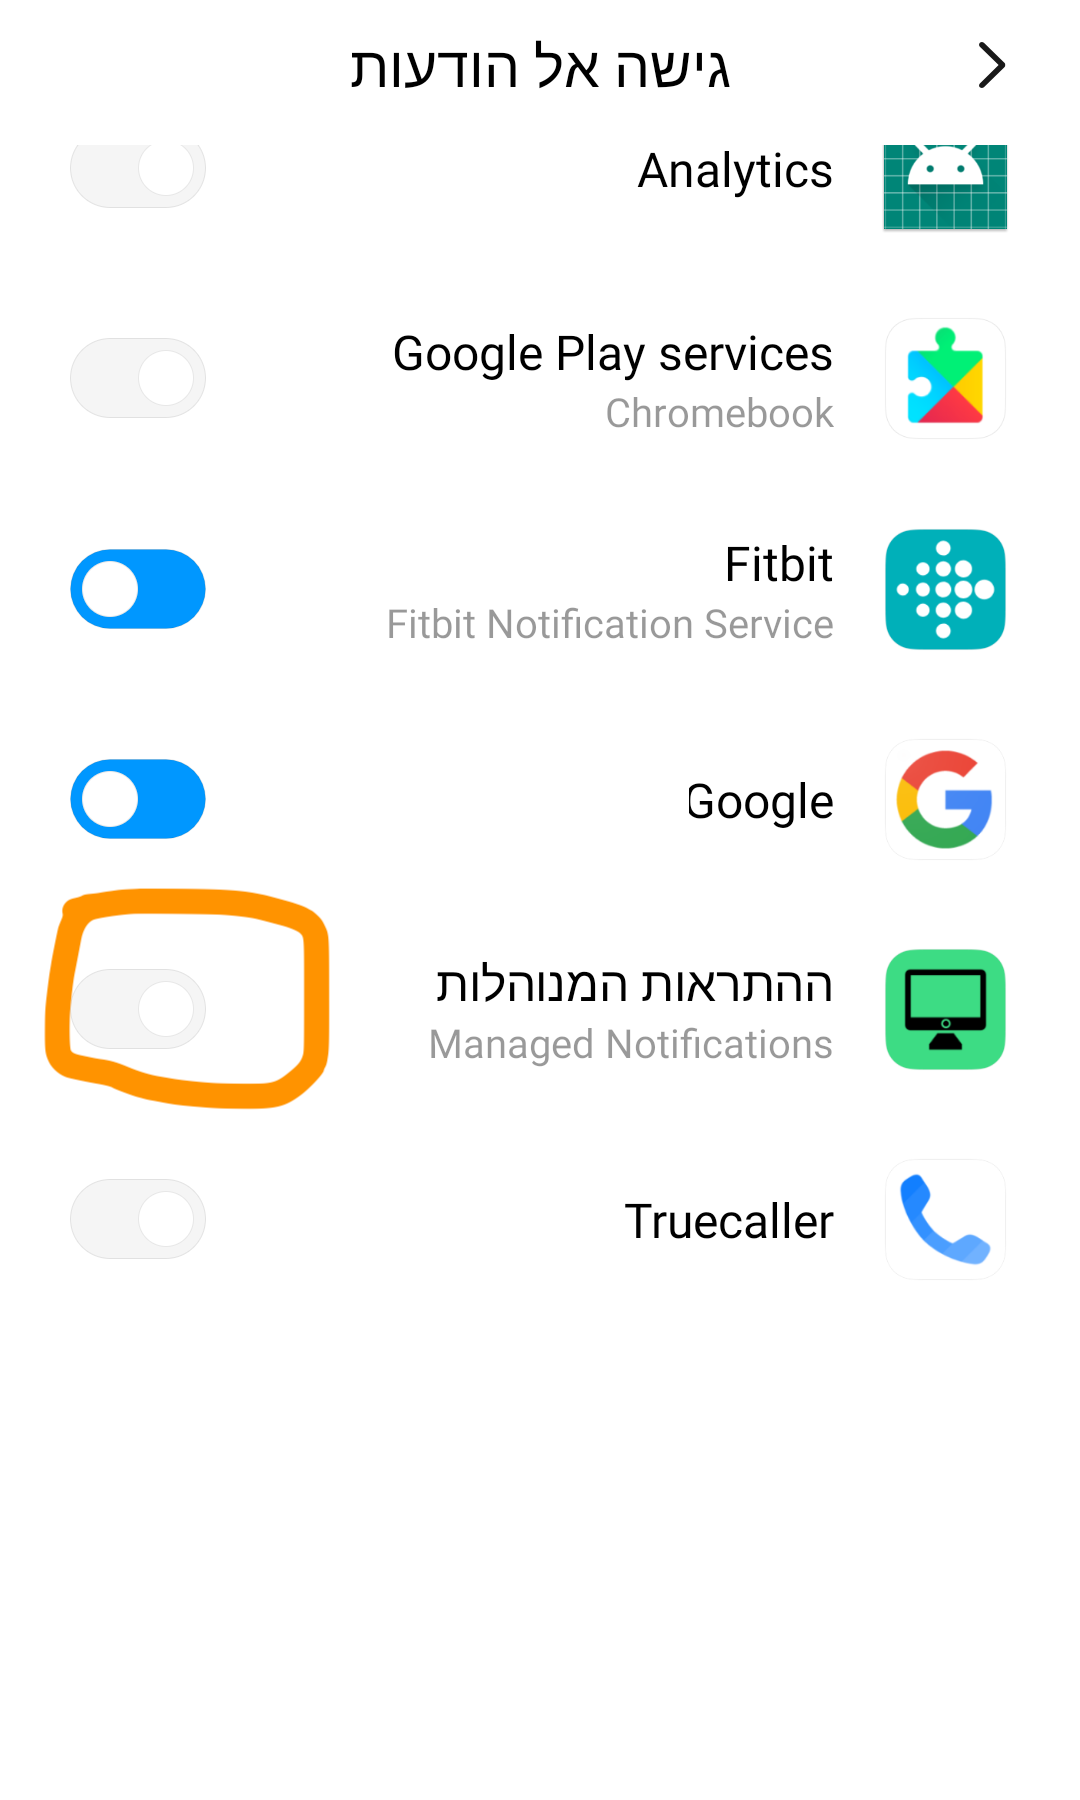 גישה אל הודעות
Analytics
Google Play services
Chromebook
Fitbit
Fitbit Notification Service
Google
ההתראות המנוהלות
Managed Notifications
Truecaller